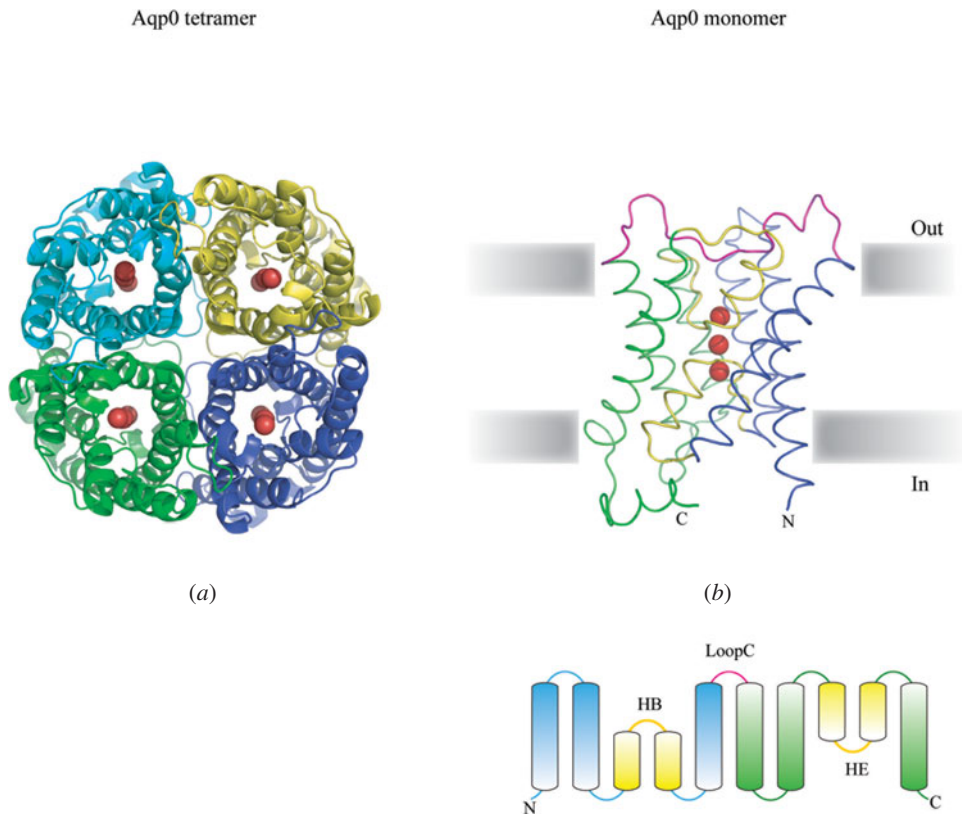 Aqp0 tetramer
Aqp0 monomer
Out
In
C
N
(a)
(b)
LoopC
HB
HE
N
C